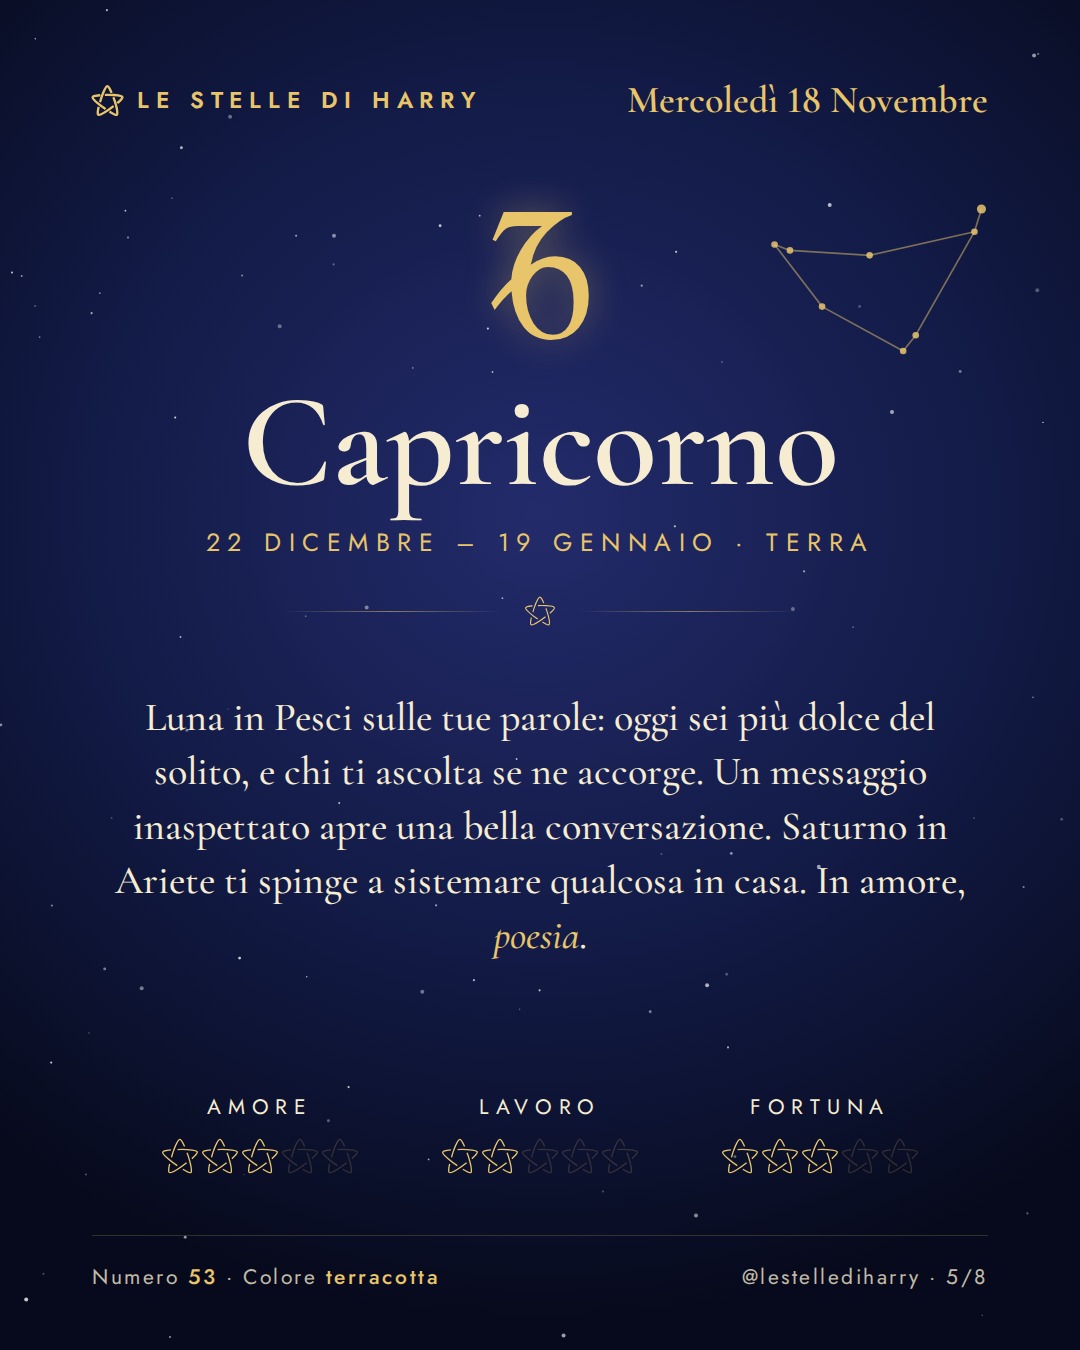 LE STELLE DI HARRY
Mercoledì 18 Novembre
♑
Capricorno
22 DICEMBRE – 19 GENNAIO · TERRA
Luna in Pesci sulle tue parole: oggi sei più dolce del
solito, e chi ti ascolta se ne accorge. Un messaggio
inaspettato apre una bella conversazione. Saturno in
Ariete ti spinge a sistemare qualcosa in casa. In amore,
poesia.
AMORE
LAVORO
FORTUNA
Numero 53 · Colore terracotta
@lestellediharry · 5/8